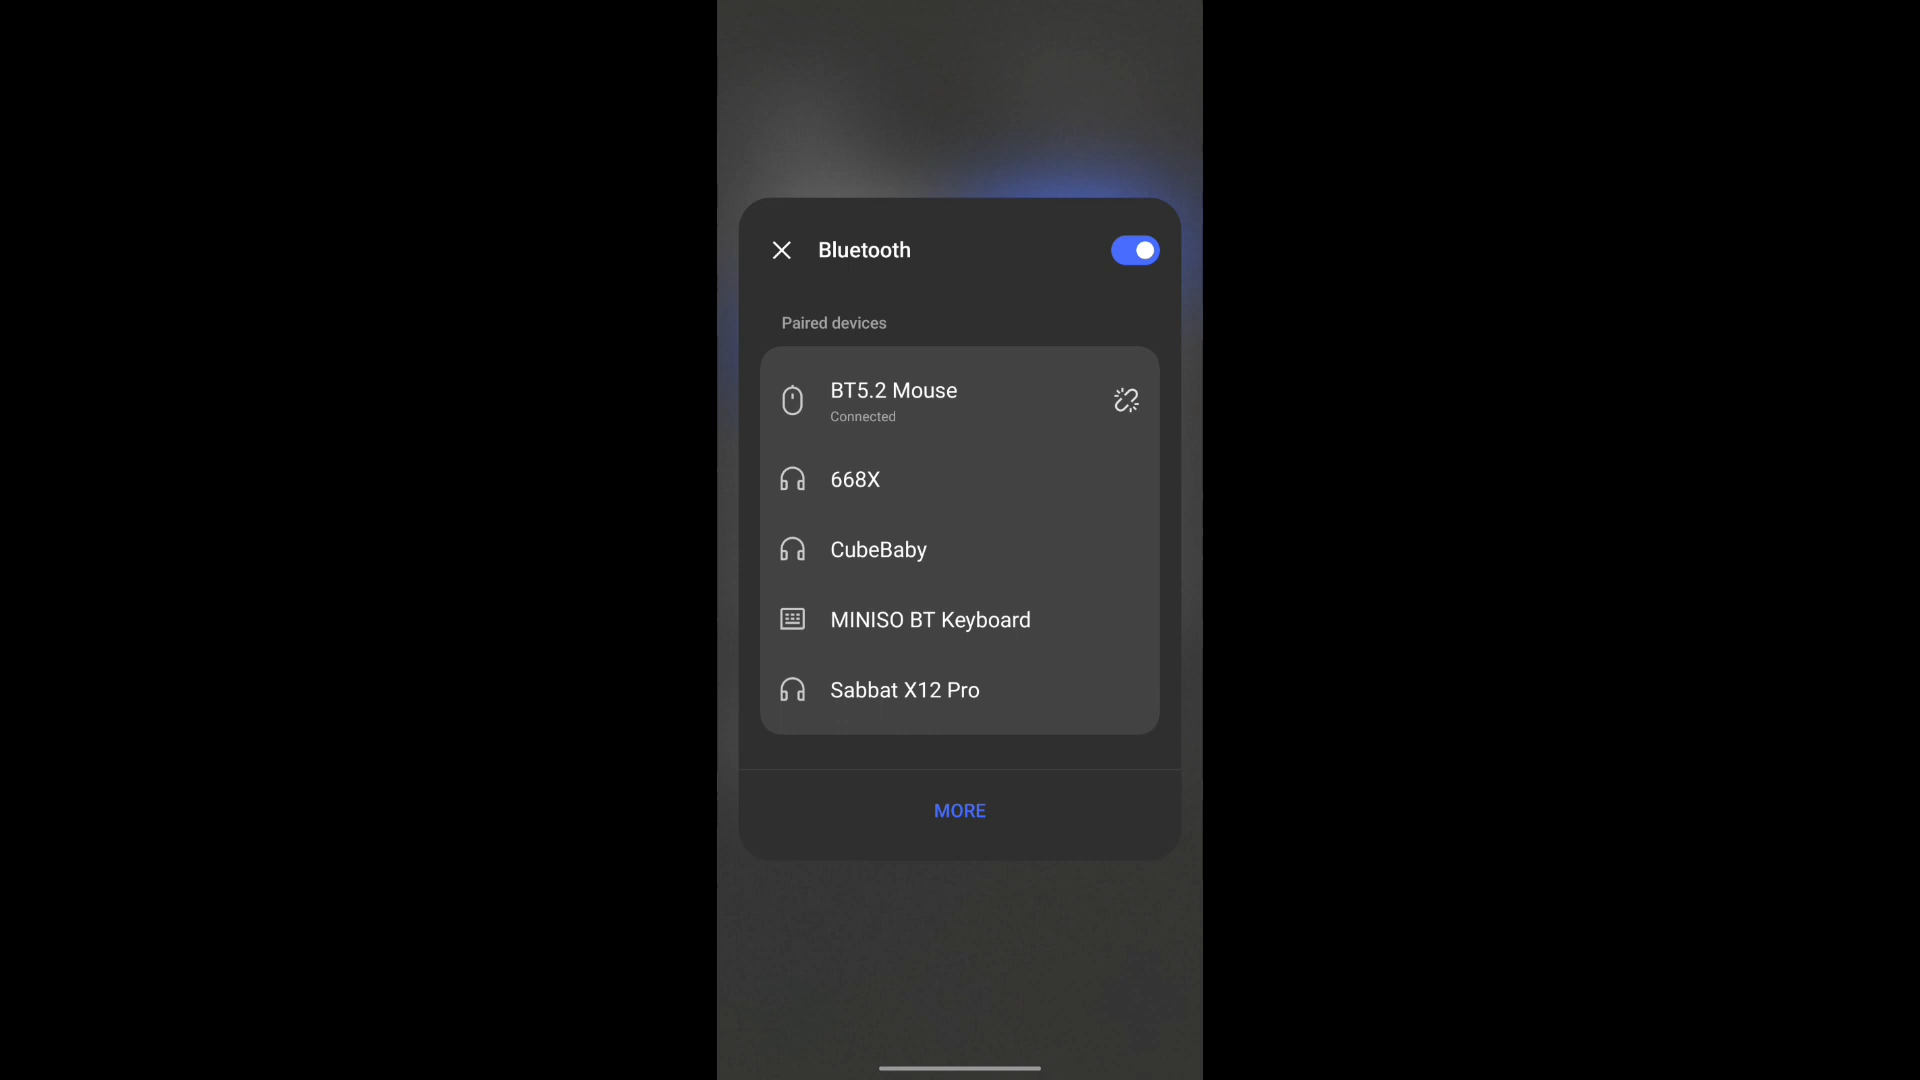 Bluetooth
Paired devices
BT5.2 Mouse
Connected
668X
CubeBaby
MINISO BT Keyboard
Sabbat X12 Pro
MORE